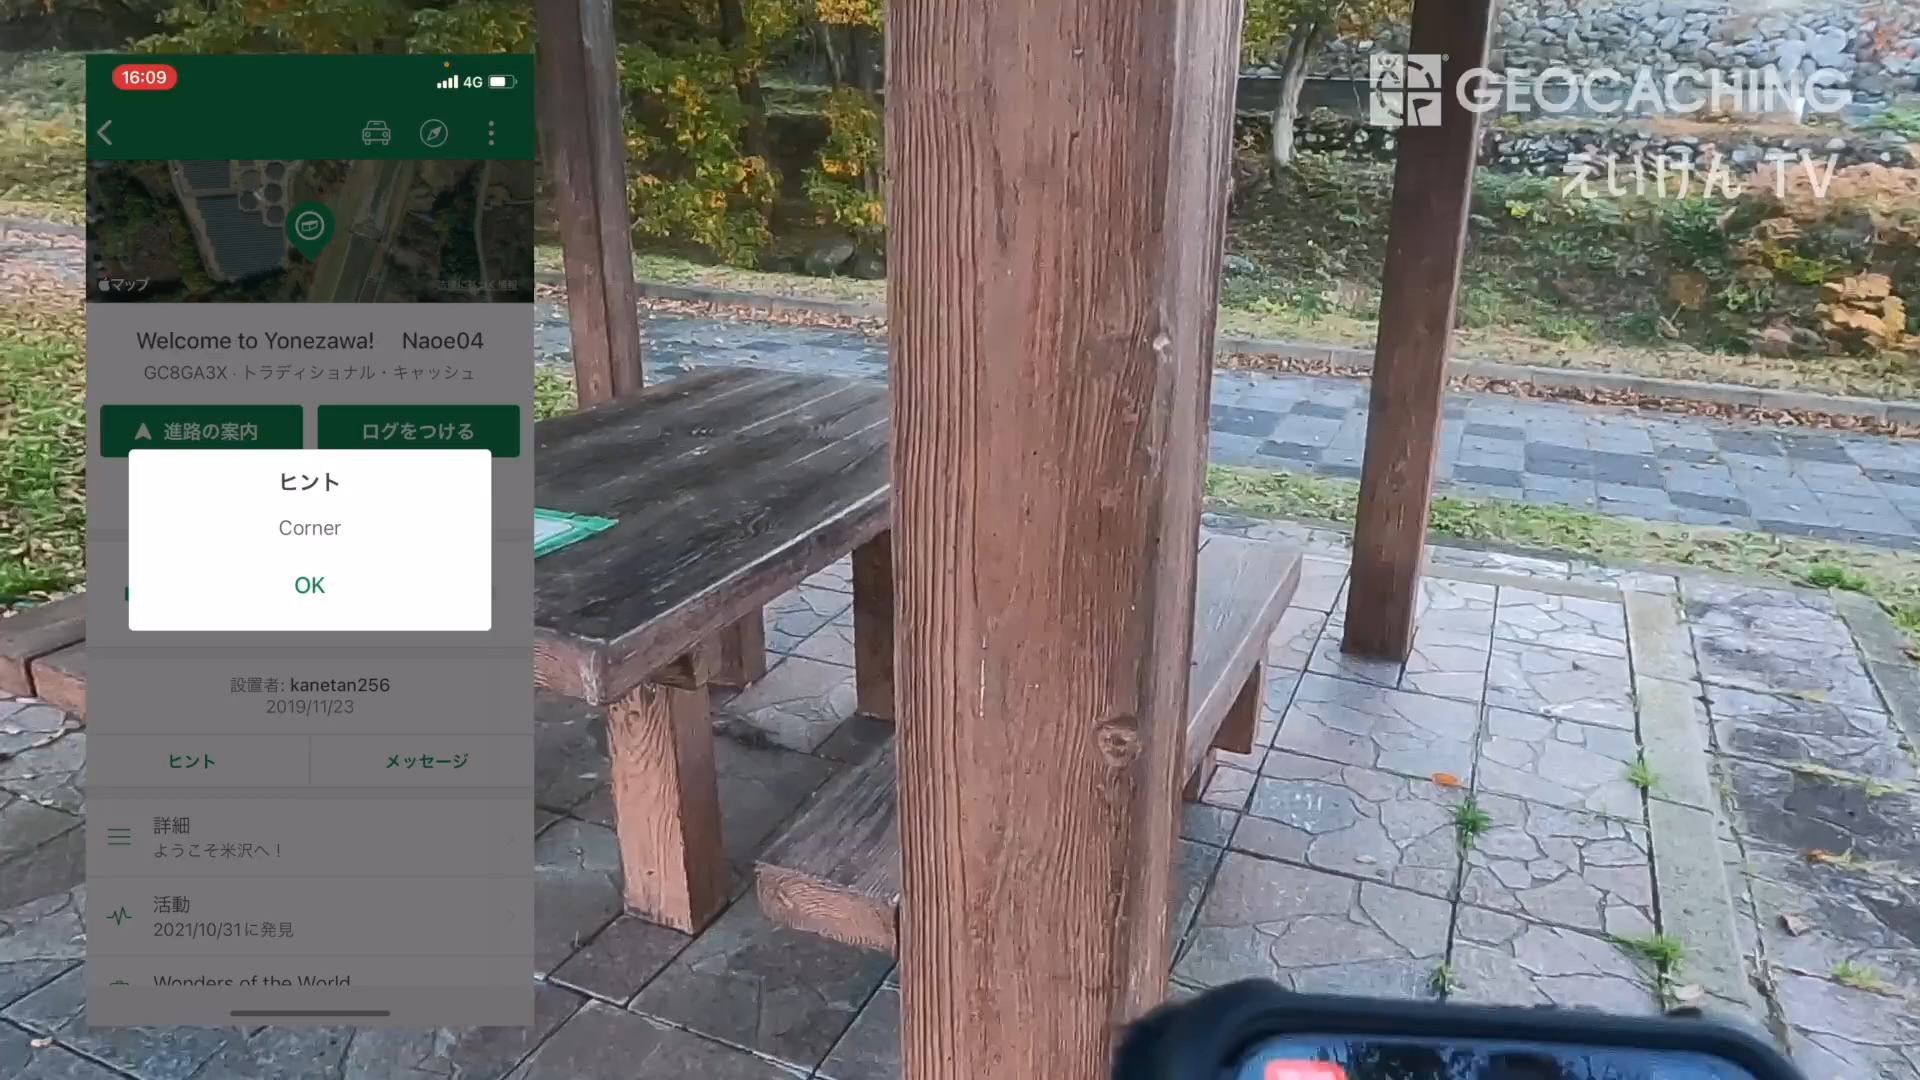 16:09
4G
マップ
Welcome to Yonezawa! Naoe04
GC8GA3X · トラディショナル・キャッシュ
進路の案内
ログをつける
ヒント
Corner
OK
設置者: kanetan256
2019/11/23
ヒント
メッセージ
詳細
ようこそ米沢へ！
活動
2021/10/31に発見
Wonders of the World
GEOCACHING
えいけん TV